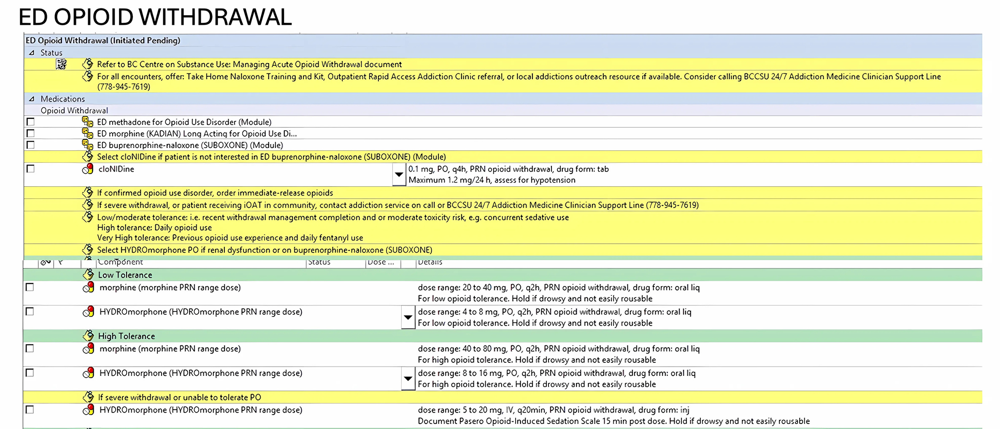 ED OPIOID WITHDRAWAL
ED Opioid Withdrawal (Initiated Pending)
Status
Refer to BC Centre on Substance Use: Managing Acute Opioid Withdrawal document
For all encounters, offer: Take Home Naloxone Training and Kit, Outpatient Rapid Access Addiction Clinic referral, or local addictions outreach resource if available. Consider calling BCCSU 24/7 Addiction Medicine Clinician Support Line
(778-945-7619)
Medications
Opioid Withdrawal
ED methadone for Opioid Use Disorder (Module)
ED morphine (KADIAN) Long Acting for Opioid Use Di...
ED buprenorphine-naloxone (SUBOXONE) (Module)
Select cloNIDine if patient is not interested in ED buprenorphine-naloxone (SUBOXONE) (Module)
cloNIDine 0.1 mg, PO, q4h, PRN opioid withdrawal, drug form: tab
Maximum 1.2 mg/24 h, assess for hypotension
If confirmed opioid use disorder, order immediate-release opioids
If severe withdrawal, or patient receiving iOAT in community, contact addiction service on call or BCCSU 24/7 Addiction Medicine Clinician Support Line (778-945-7619)
Low/moderate tolerance: i.e. recent withdrawal management completion and or moderate toxicity risk, e.g. concurrent sedative use
High tolerance: Daily opioid use
Very High tolerance: Previous opioid use experience and daily fentanyl use
Select HYDROmorphone PO if renal dysfunction or on buprenorphine-naloxone (SUBOXONE)
Component Status Dose ... Details
Low Tolerance
morphine (morphine PRN range dose) dose range: 20 to 40 mg, PO, q2h, PRN opioid withdrawal, drug form: oral liq
For low opioid tolerance. Hold if drowsy and not easily rousable
HYDROmorphone (HYDROmorphone PRN range dose) dose range: 4 to 8 mg, PO, q2h, PRN opioid withdrawal, drug form: oral liq
For low opioid tolerance. Hold if drowsy and not easily rousable
High Tolerance
morphine (morphine PRN range dose) dose range: 40 to 80 mg, PO, q2h, PRN opioid withdrawal, drug form: oral liq
For high opioid tolerance. Hold if drowsy and not easily rousable
HYDROmorphone (HYDROmorphone PRN range dose) dose range: 8 to 16 mg, PO, q2h, PRN opioid withdrawal, drug form: oral liq
For high opioid tolerance. Hold if drowsy and not easily rousable
If severe withdrawal or unable to tolerate PO
HYDROmorphone (HYDROmorphone PRN range dose) dose range: 5 to 20 mg, IV, q20min, PRN opioid withdrawal, drug form: inj
Document Pasero Opioid-Induced Sedation Scale 15 min post dose. Hold if drowsy and not easily rousable